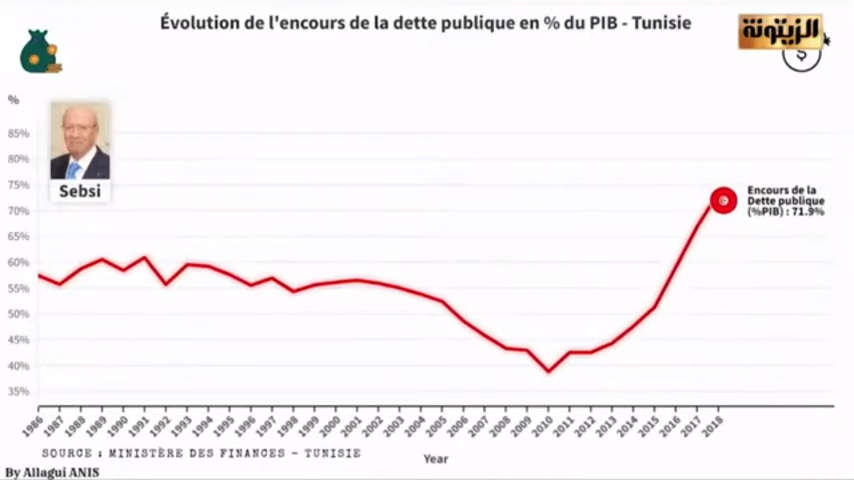 Évolution de l'encours de la dette publique en % du PIB - Tunisie
الزيتونة
$
%
Sebsi
85%
80%
75%
70%
65%
60%
55%
50%
45%
40%
35%
Encours de la
Dette publique
(%PIB) : 71.9%
1986 1987 1988 1989 1990 1991 1992 1993 1994 1995 1996 1997 1998 1999 2000 2001 2002 2003 2004 2005 2006 2007 2008 2009 2010 2011 2012 2013 2014 2015 2016 2017 2018
SOURCE : MINISTÈRE DES FINANCES - TUNISIE
Year
By Allagui ANIS